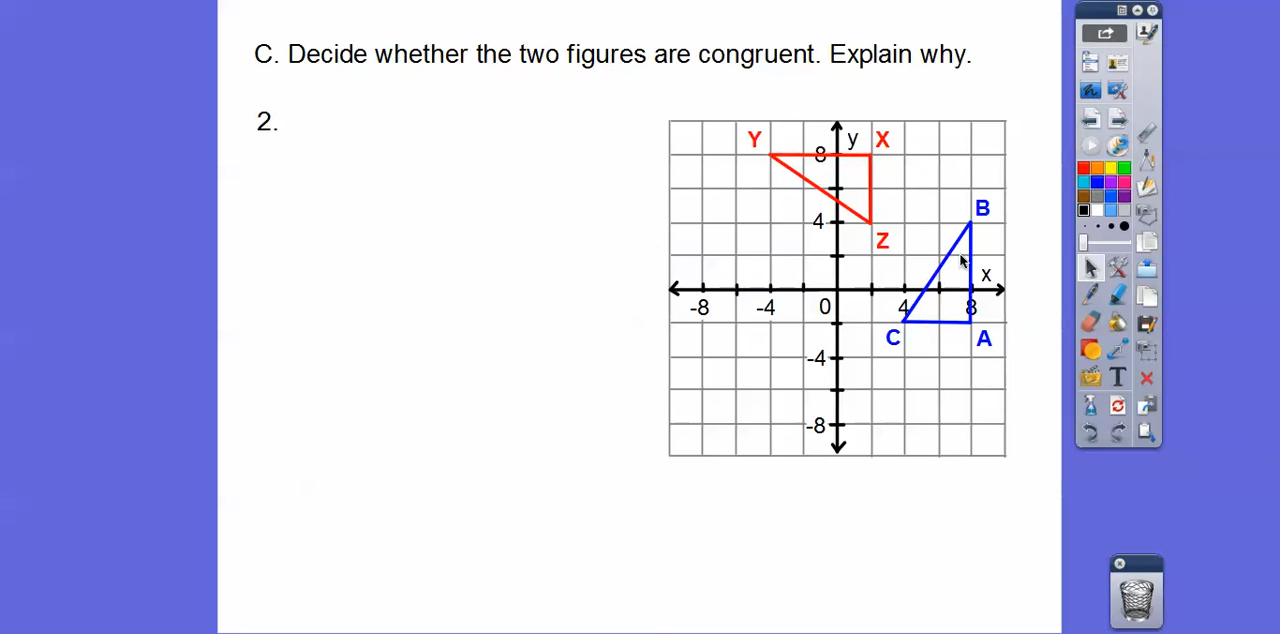 C. Decide whether the two figures are congruent. Explain why.
2.
Y 8 y X
B
4 Z
x
-8 -4 0 4 8
C A
-4
-8
T